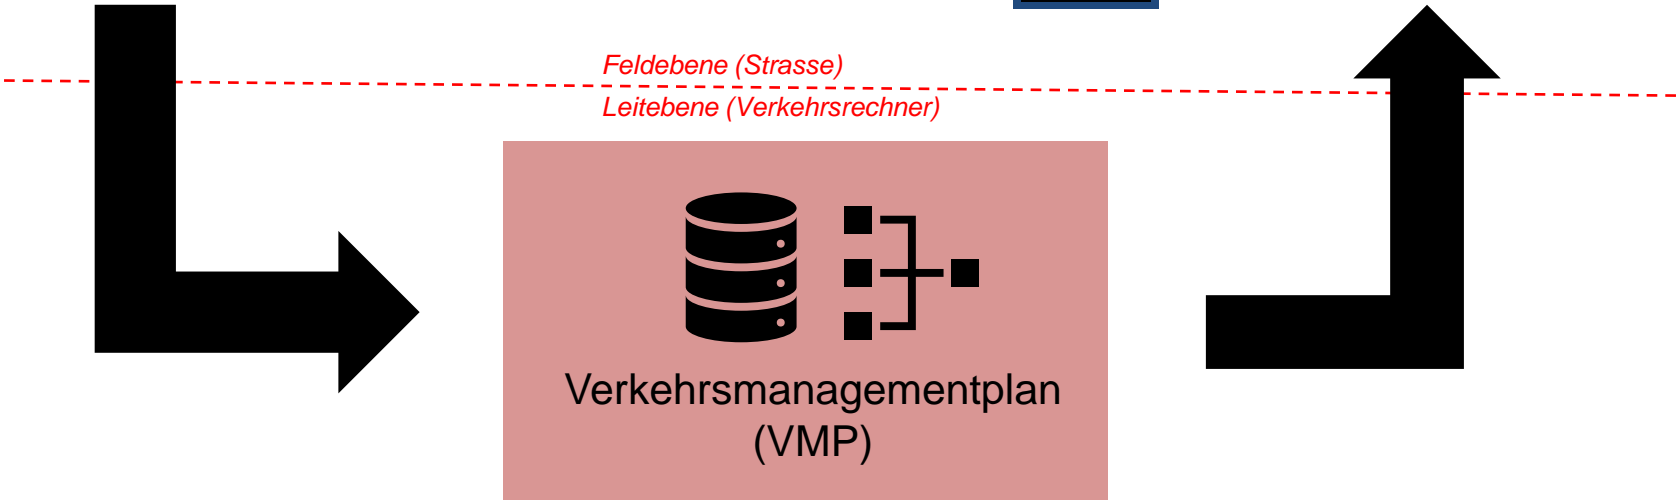 Feldebene (Strasse)
Leitebene (Verkehrsrechner)
Verkehrsmanagementplan
(VMP)